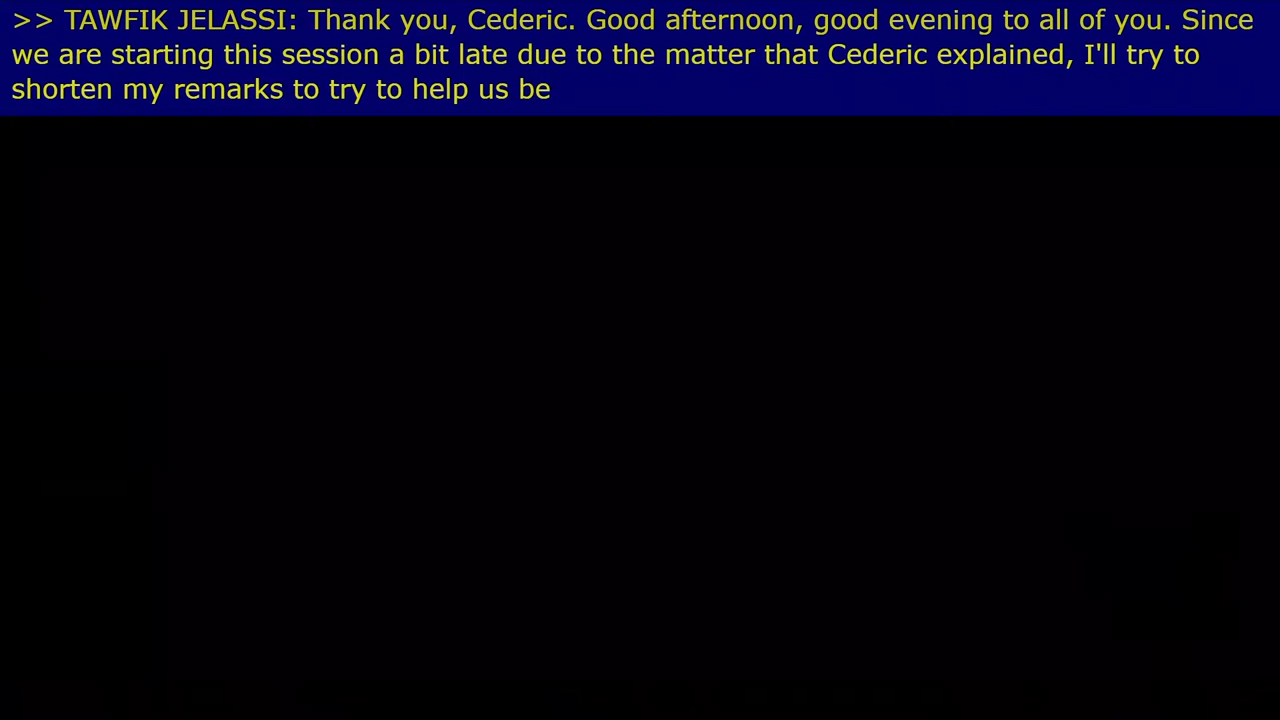 >> TAWFIK JELASSI: Thank you, Cederic. Good afternoon, good evening to all of you. Since
we are starting this session a bit late due to the matter that Cederic explained, I'll try to
shorten my remarks to try to help us be